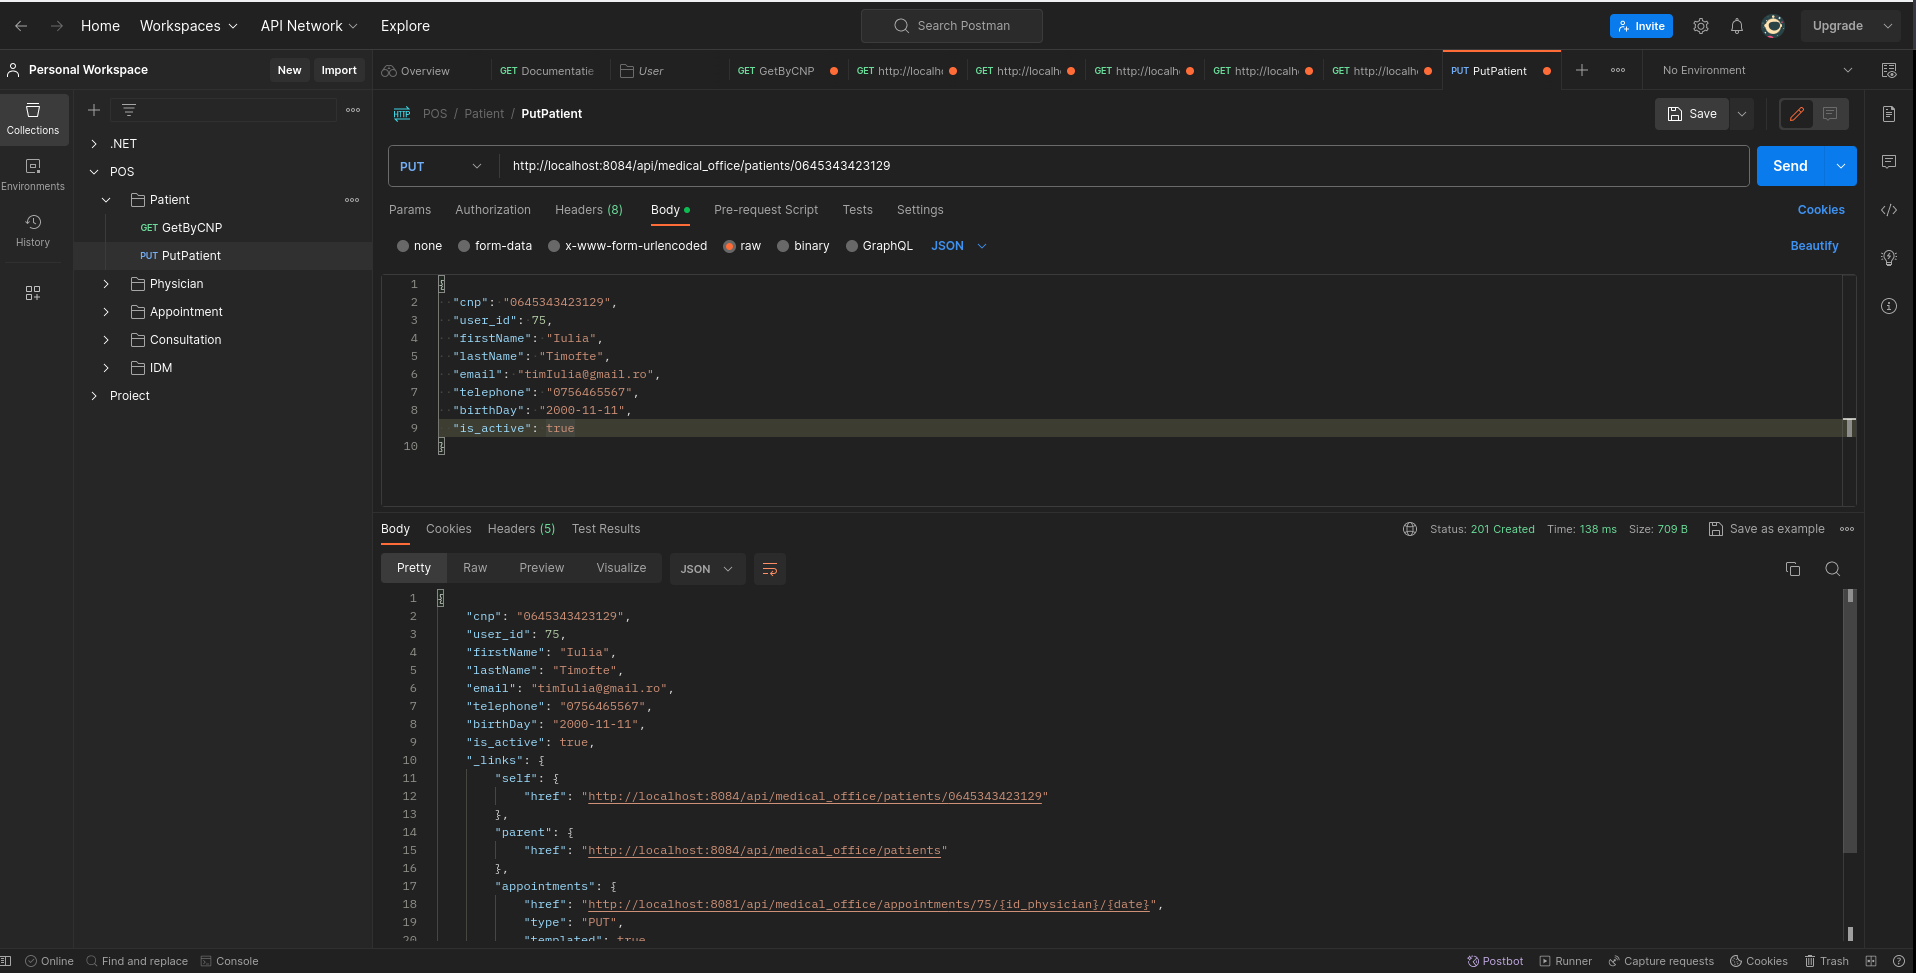 Home Workspaces API Network Explore Search Postman Invite Upgrade
Personal Workspace New Import Overview GET Documentatic User GET GetByCNP GET http://localh GET http://localh GET http://localh GET http://localh GET http://localh PUT PutPatient No Environment
Collections
Environments
History
.NET
POS
Patient
GET GetByCNP
PUT PutPatient
Physician
Appointment
Consultation
IDM
Proiect
POS / Patient / PutPatient Save
PUT http://localhost:8084/api/medical_office/patients/0645343423129 Send
Params Authorization Headers (8) Body Pre-request Script Tests Settings Cookies
none form-data x-www-form-urlencoded raw binary GraphQL JSON Beautify
1 {
2 "cnp": "0645343423129",
3 "user_id": 75,
4 "firstName": "Iulia",
5 "lastName": "Timofte",
6 "email": "timIulia@gmail.ro",
7 "telephone": "0756465567",
8 "birthDay": "2000-11-11",
9 "is_active": true
10 }
Body Cookies Headers (5) Test Results Status: 201 Created Time: 138 ms Size: 709 B Save as example
Pretty Raw Preview Visualize JSON
1 {
2 "cnp": "0645343423129",
3 "user_id": 75,
4 "firstName": "Iulia",
5 "lastName": "Timofte",
6 "email": "timIulia@gmail.ro",
7 "telephone": "0756465567",
8 "birthDay": "2000-11-11",
9 "is_active": true,
10 "_links": {
11 "self": {
12 "href": "http://localhost:8084/api/medical_office/patients/0645343423129"
13 },
14 "parent": {
15 "href": "http://localhost:8084/api/medical_office/patients"
16 },
17 "appointments": {
18 "href": "http://localhost:8081/api/medical_office/appointments/75/{id_physician}/{date}",
19 "type": "PUT",
20 "templated": true
Online Find and replace Console Postbot Runner Capture requests Cookies Trash